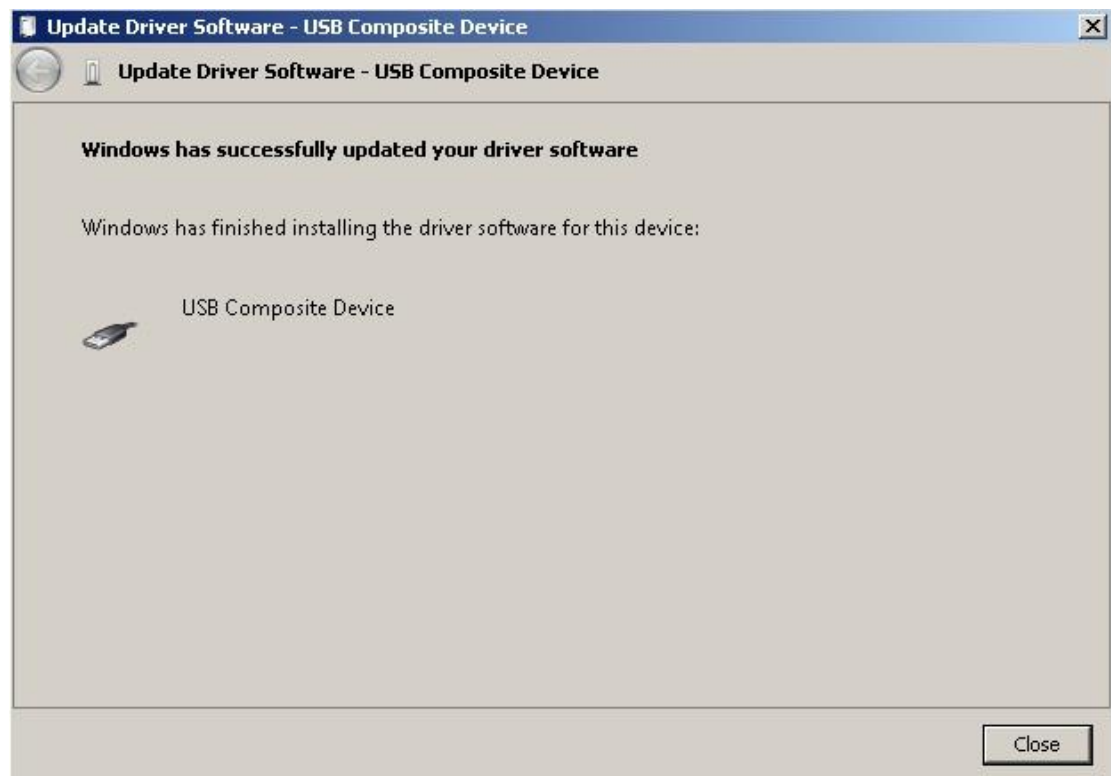 Update Driver Software - USB Composite Device
Update Driver Software - USB Composite Device
Windows has successfully updated your driver software
Windows has finished installing the driver software for this device:
USB Composite Device
Close